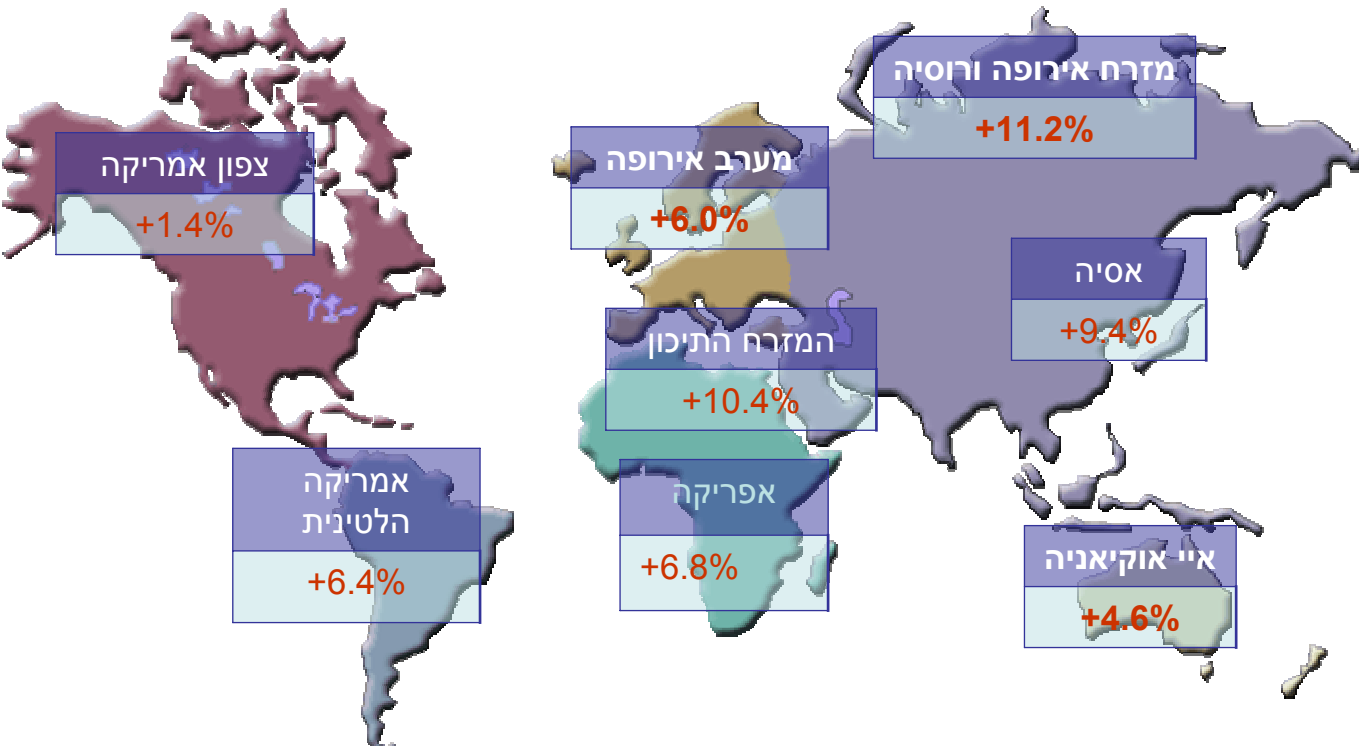 מזרח אירופה ורוסיה
+11.2%
מערב אירופה
+6.0%
צפון אמריקה
+1.4%
אסיה
+9.4%
המזרח התיכון
+10.4%
אמריקה
הלטינית
+6.4%
אפריקה
+6.8%
איי אוקיאניה
+4.6%